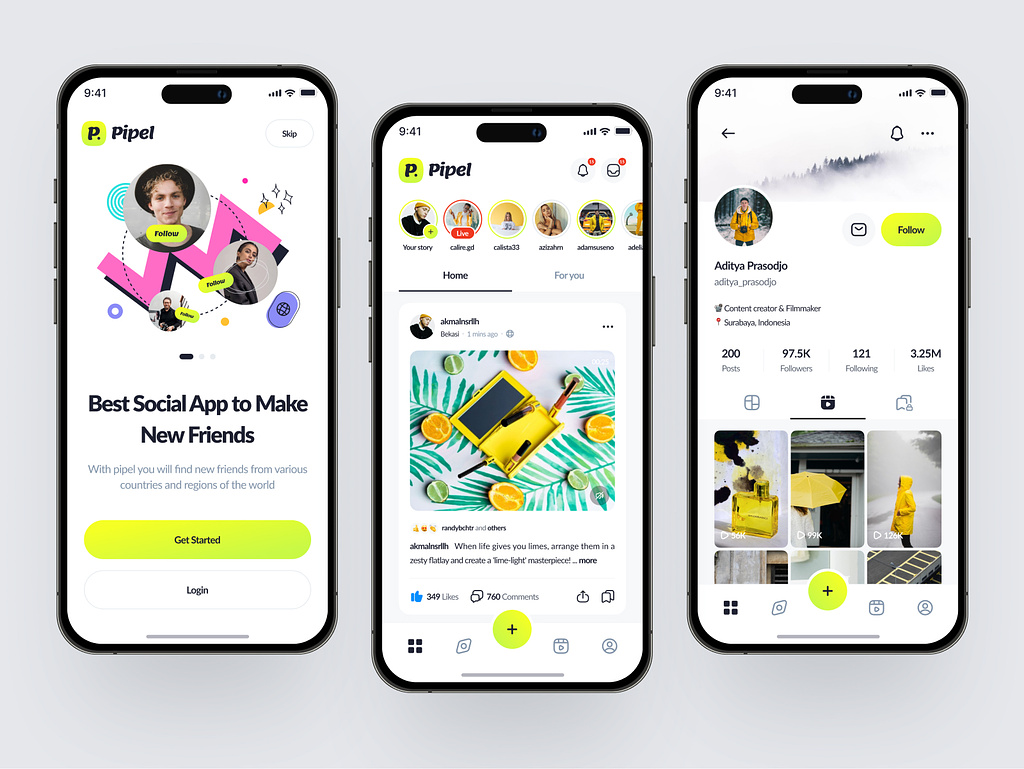 9:41
P. Pipel
Skip
Follow
Follow
Follow
Best Social App to Make
New Friends
With pipel you will find new friends from various
countries and regions of the world
Get Started
Login
9:41
P. Pipel
Live
Your story
calire.gd
calista33
azizahm
adamsuseno
adeli
Home
For you
akmalnsrllh
Bekasi · 1 mins ago ·
00:25
randybchtr and others
akmalnsrllh When life gives you limes, arrange them in a
zesty flatlay and create a 'lime-light' masterpiece! ... more
349 Likes
760 Comments
9:41
Follow
Aditya Prasodjo
aditya_prasodjo
Content creator & Filmmaker
Surabaya, Indonesia
200
97.5K
121
3.25M
Posts
Followers
Following
Likes
56K
99K
126K